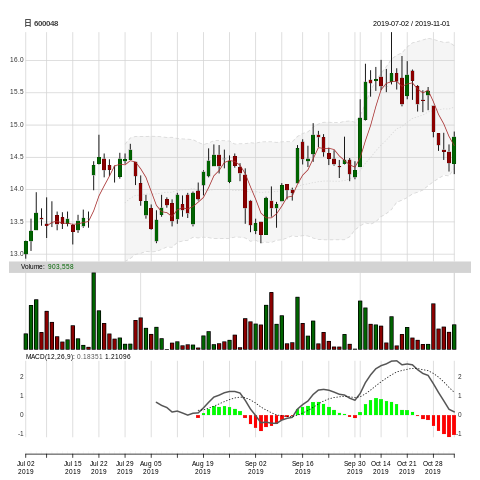 日 600048
2019-07-02 / 2019-11-01
16.0
15.5
15.0
14.5
14.0
13.5
13.0
Volume: 903,558
MACD(12,26,9): 0.18351 1.21096
2 2
1 1
0 0
-1 -1
Jul 02 Jul 15 Jul 22 Jul 29 Aug 05 Aug 19 Sep 02 Sep 16 Sep 30 Oct 14 Oct 21 Oct 28
2019 2019 2019 2019 2019 2019 2019 2019 2019 2019 2019 2019